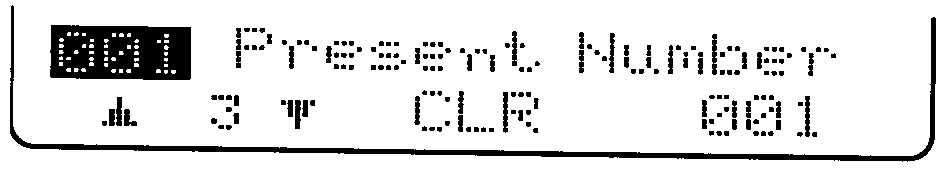 001 Present Number
▲ 3 ▼ CLR 001